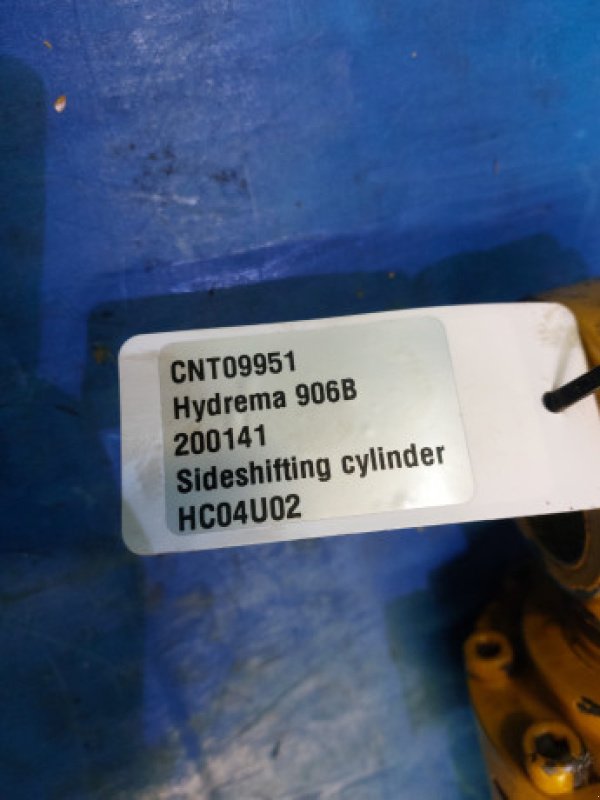 CNT09951
Hydrema 906B
200141
Sideshifting cylinder
HC04U02